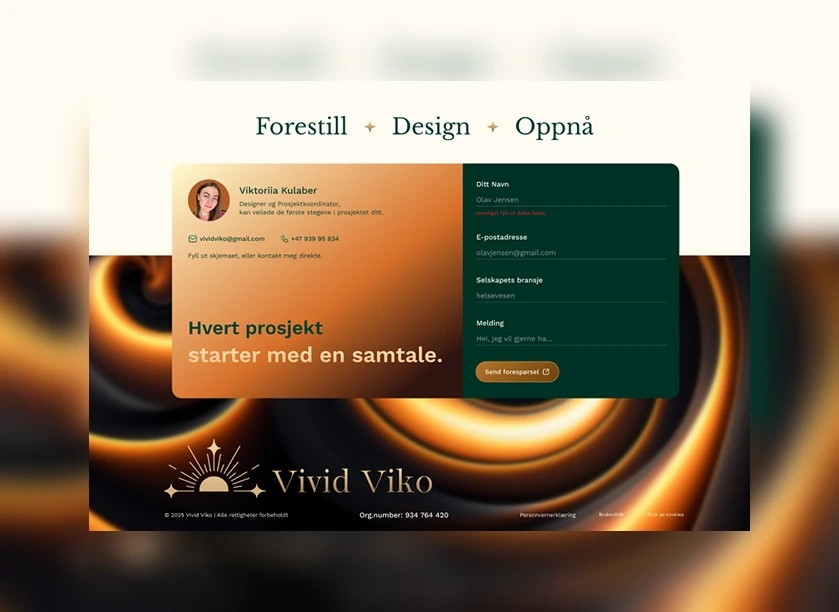 Forestill ✦ Design ✦ Oppnå
Viktoriia Kulaber
Designer og Prosjektkoordinator,
kan veilede de første stegene i prosjektet ditt.
vividviko@gmail.com +47 939 95 834
Fyll ut skjemaet, eller kontakt meg direkte.
Hvert prosjekt
starter med en samtale.
Ditt Navn
Olav Jensen
Vennligst fyll ut dette feltet.
E-postadresse
olavjensen@gmail.com
Selskapets bransje
helsevesen
Melding
Hei, jeg vil gjerne ha...
Send forespørsel
Vivid Viko
© 2025 Vivid Viko | Alle rettigheter forbeholdt
Org.number: 934 764 420
Personvernerklæring
Bruk av cookies